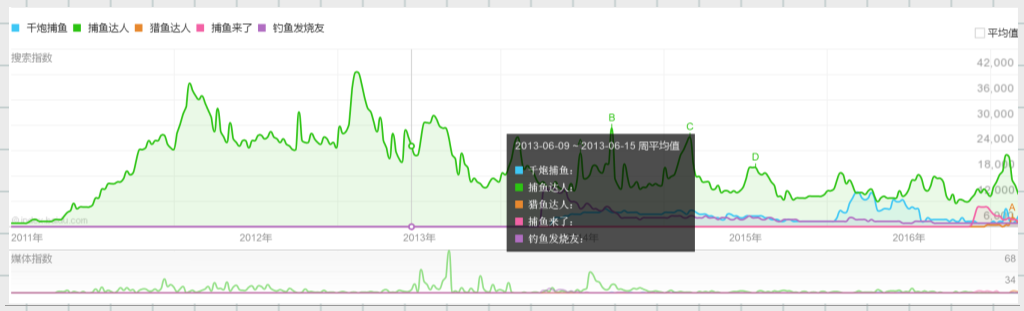 千炮捕鱼 捕鱼达人 猎鱼达人 捕鱼来了 钓鱼发烧友
平均值
搜索指数
42,000
36,000
30,000
24,000
18,000
12,000
6,000
B
C
D
A
2013-06-09 ~ 2013-06-15 周平均值
千炮捕鱼:
捕鱼达人:
猎鱼达人:
捕鱼来了:
钓鱼发烧友:
2011年 2012年 2013年 2015年 2016年
媒体指数
68
34